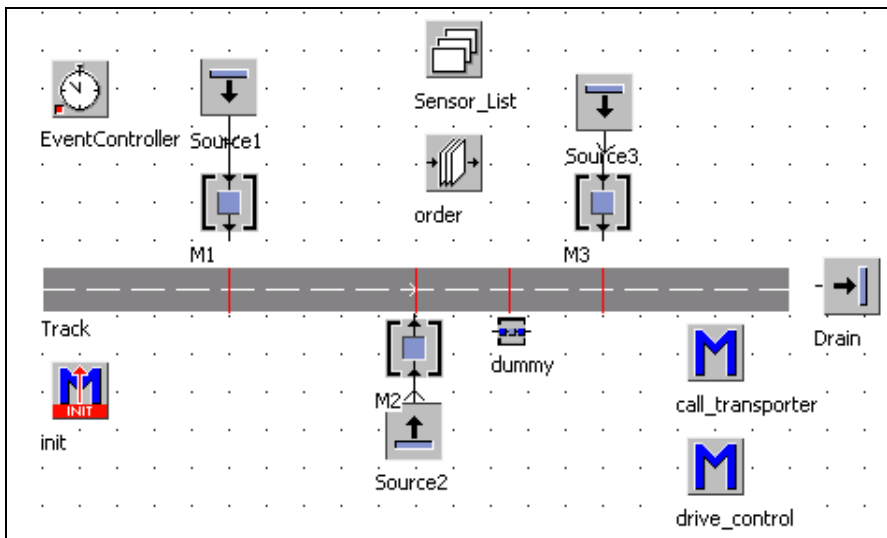 Sensor_List
EventController
Source1
Source3
order
M1
M3
Track
Drain
dummy
M
INIT
M
call_transporter
M2
init
Source2
M
drive_control